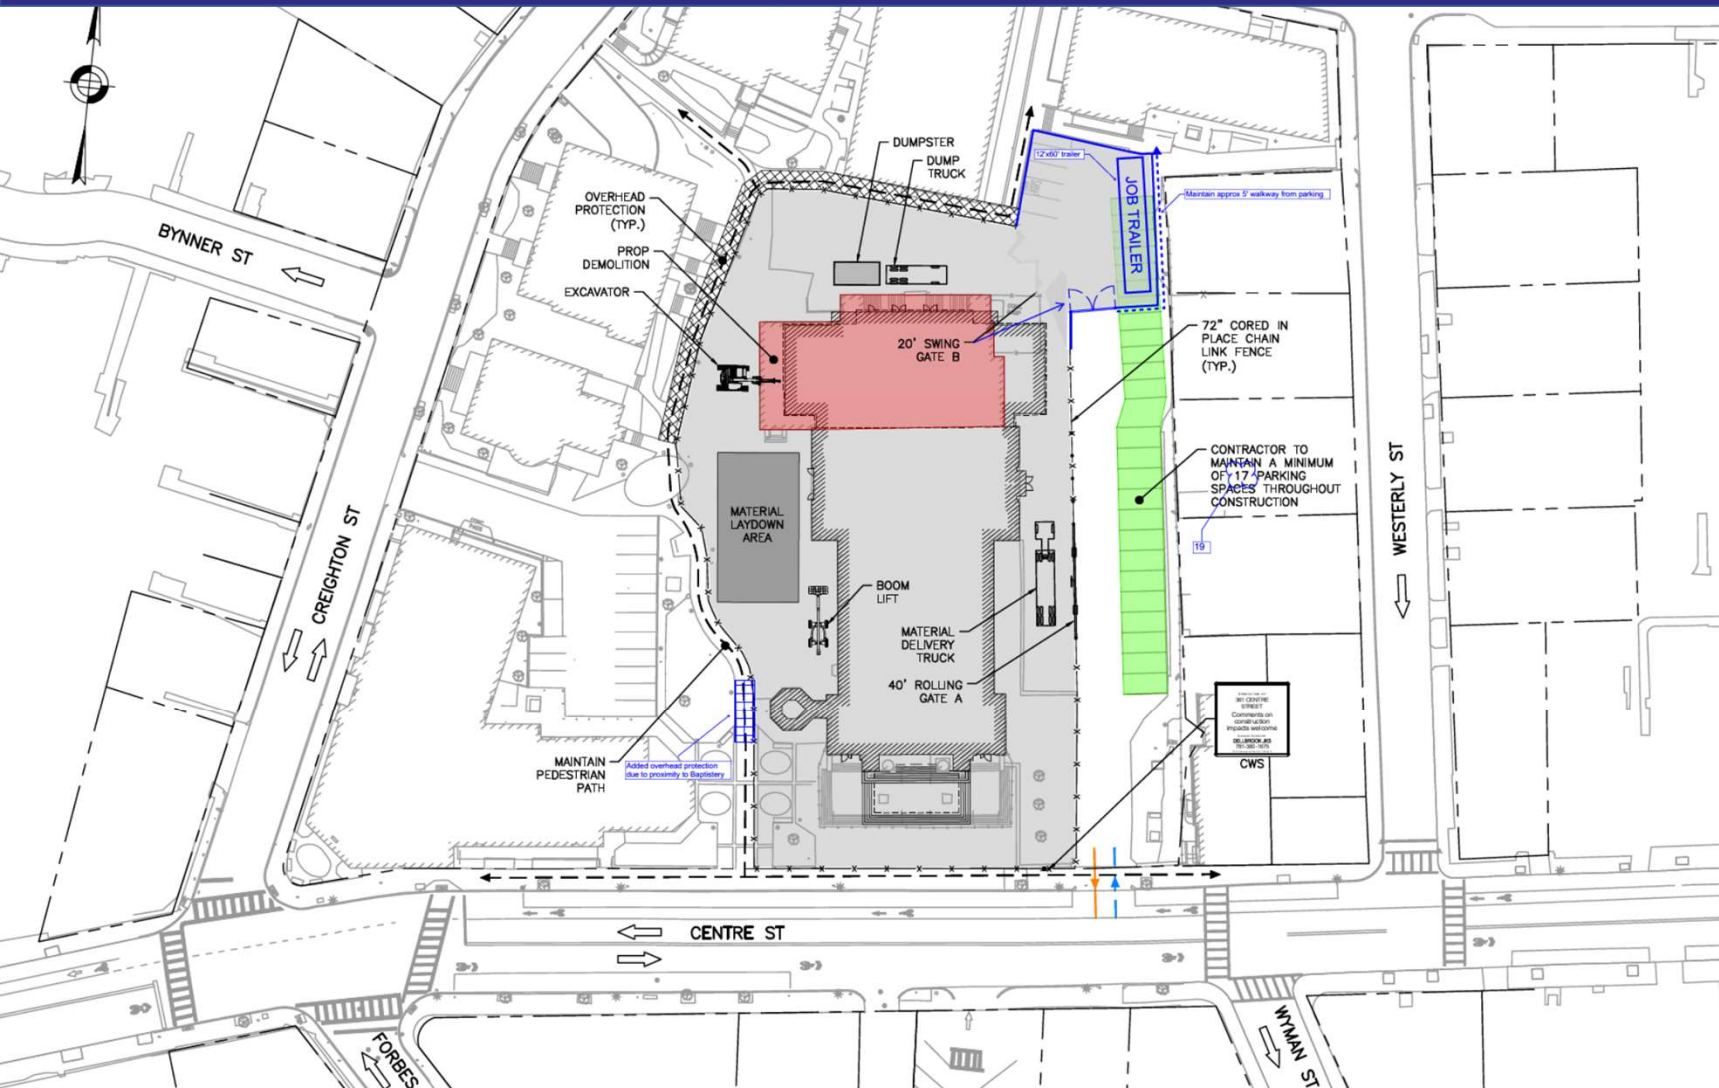 DUMPSTER
DUMP
TRUCK
12'x60' trailer
JOB TRAILER
Maintain approx 5' walkway from parking
OVERHEAD
PROTECTION
(TYP.)
PROP
DEMOLITION
EXCAVATOR
BYNNER ST
20' SWING
GATE B
72" CORED IN
PLACE CHAIN
LINK FENCE
(TYP.)
CONTRACTOR TO
MAINTAIN A MINIMUM
OF 17 PARKING
SPACES THROUGHOUT
CONSTRUCTION
19
WESTERLY ST
CREIGHTON ST
MATERIAL
LAYDOWN
AREA
BOOM
LIFT
MATERIAL
DELIVERY
TRUCK
40' ROLLING
GATE A
361 CENTRE
STREET
Comments on
construction
impacts welcome
DELLBROOK JKS
CWS
MAINTAIN
PEDESTRIAN
PATH
Added overhead protection
due to proximity to Baptistery
CENTRE ST
FORBES
WYMAN ST